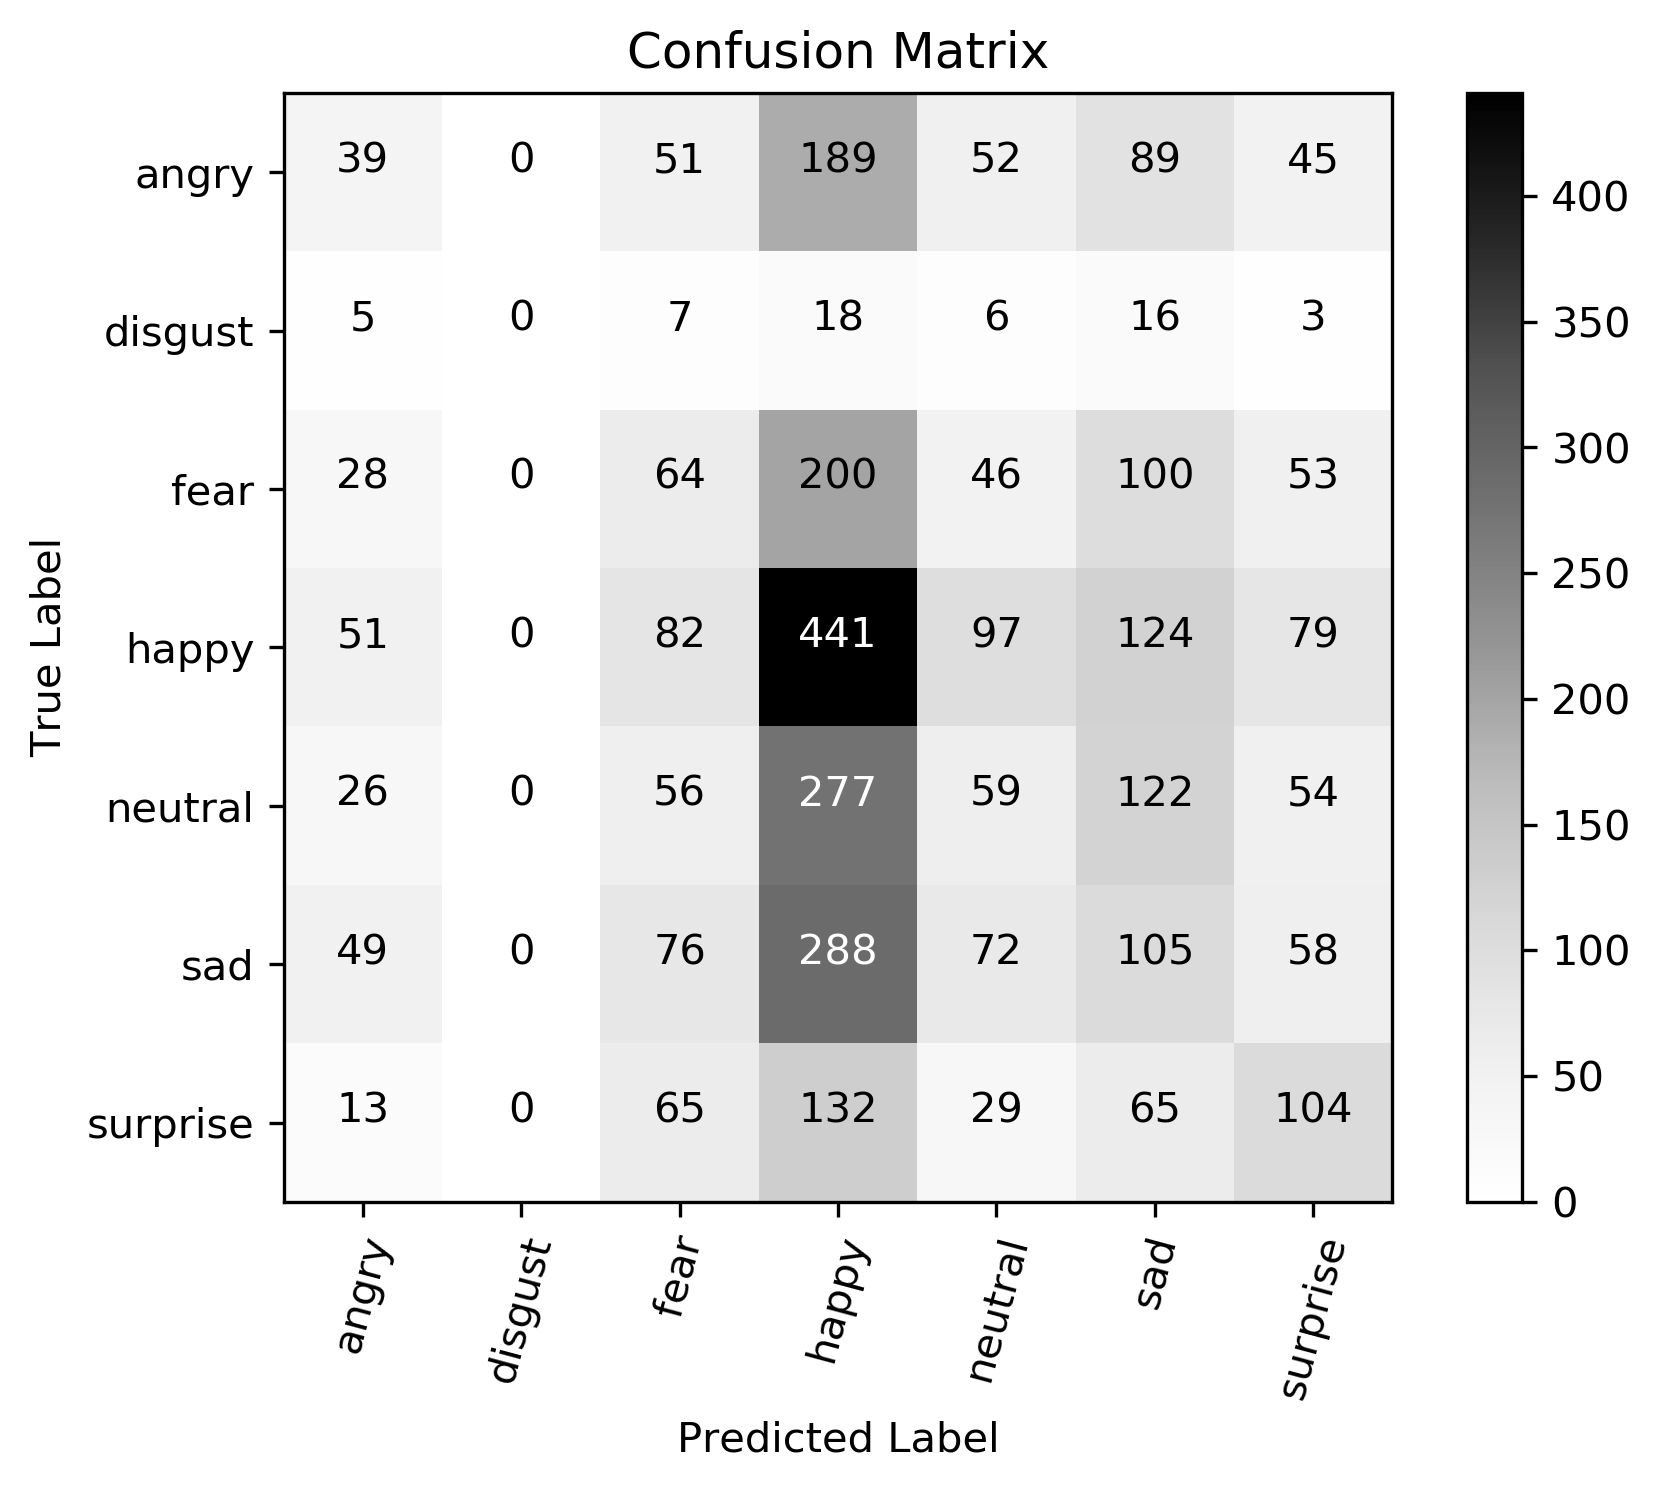 Confusion Matrix
angry 39 0 51 189 52 89 45
disgust 5 0 7 18 6 16 3
fear 28 0 64 200 46 100 53
happy 51 0 82 441 97 124 79
neutral 26 0 56 277 59 122 54
sad 49 0 76 288 72 105 58
surprise 13 0 65 132 29 65 104
True Label
angry disgust fear happy neutral sad surprise
Predicted Label
400
350
300
250
200
150
100
50
0